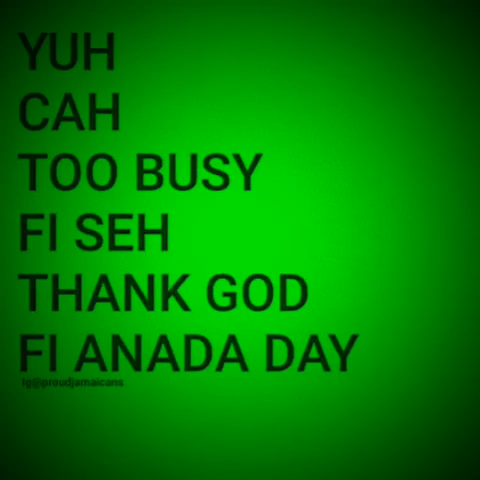 YUH
CAH
TOO BUSY
FI SEH
THANK GOD
FI ANADA DAY
Ig@proudjamaicans